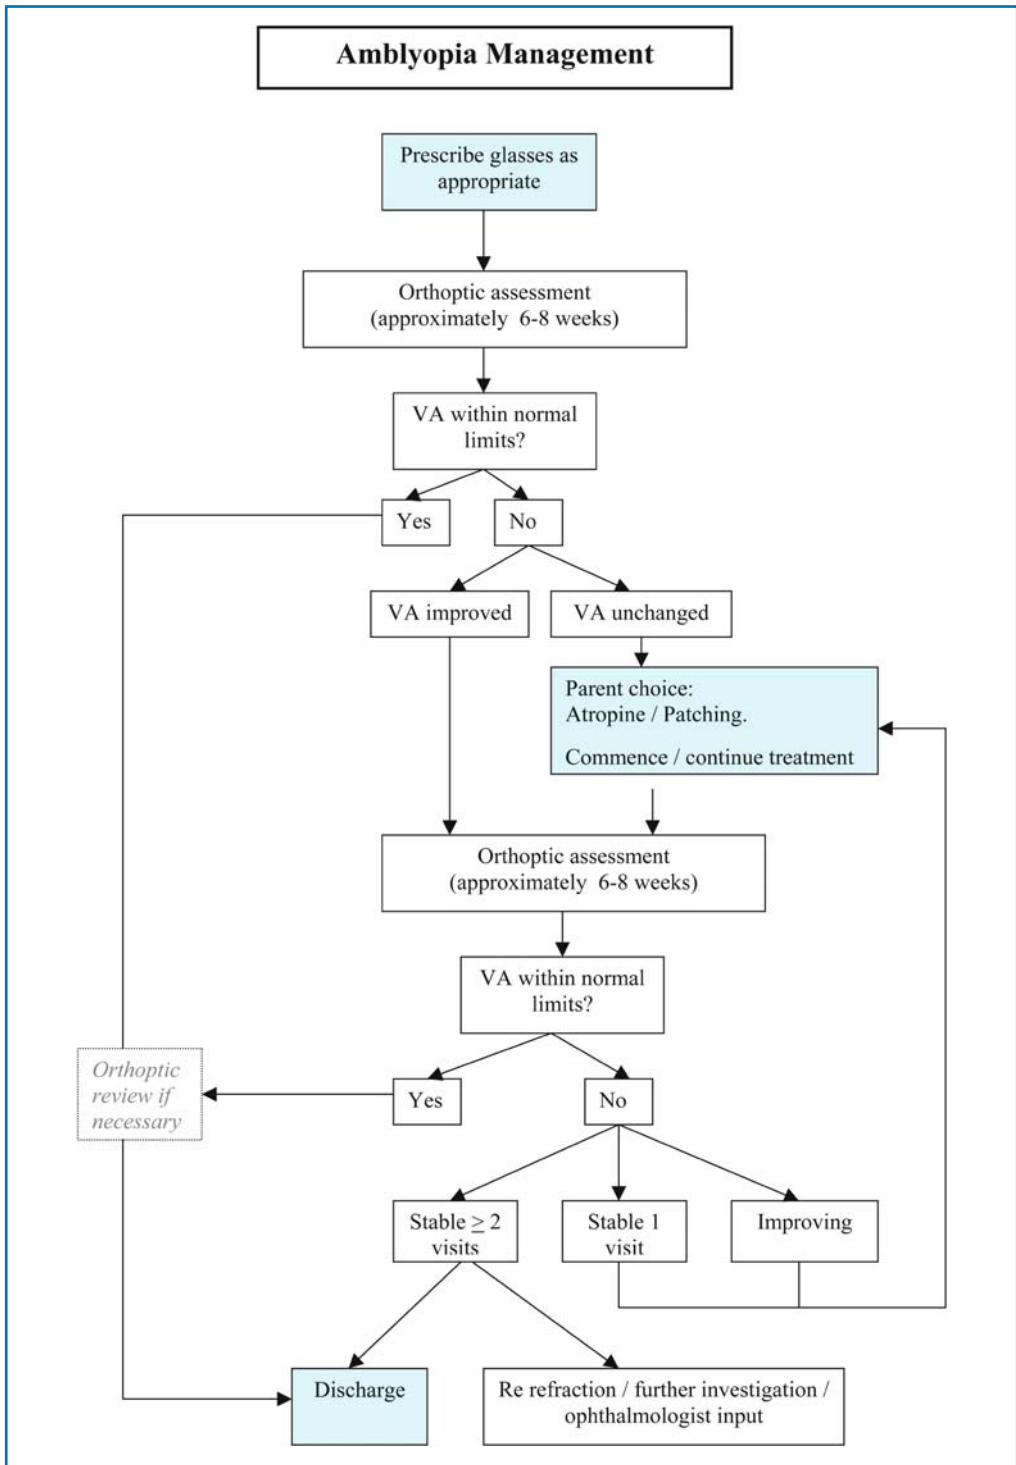 Amblyopia Management
Prescribe glasses as
appropriate
Orthoptic assessment
(approximately 6-8 weeks)
VA within normal
limits?
Yes
No
VA improved
VA unchanged
Parent choice:
Atropine / Patching.
Commence / continue treatment
Orthoptic assessment
(approximately 6-8 weeks)
VA within normal
limits?
Orthoptic
review if
necessary
Yes
No
Stable ≥ 2
visits
Stable 1
visit
Improving
Discharge
Re refraction / further investigation /
ophthalmologist input